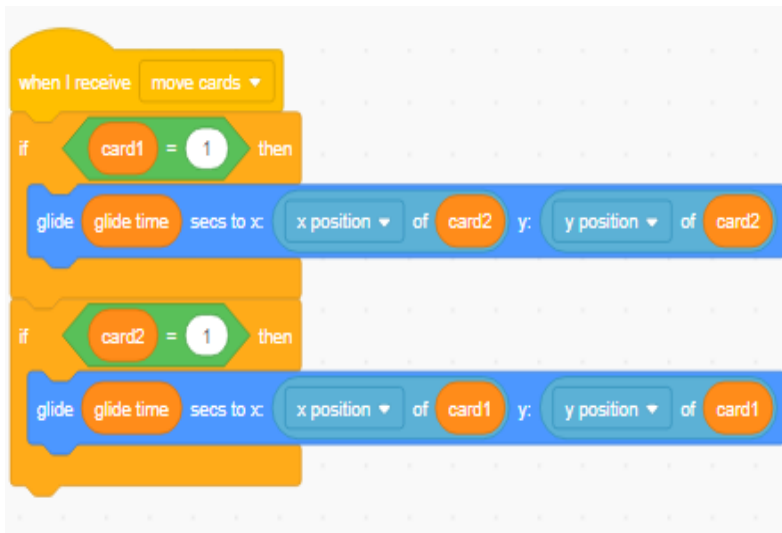 when I receive move cards
if card1 = 1 then
glide glide time secs to x: x position of card2 y: y position of card2
if card2 = 1 then
glide glide time secs to x: x position of card1 y: y position of card1